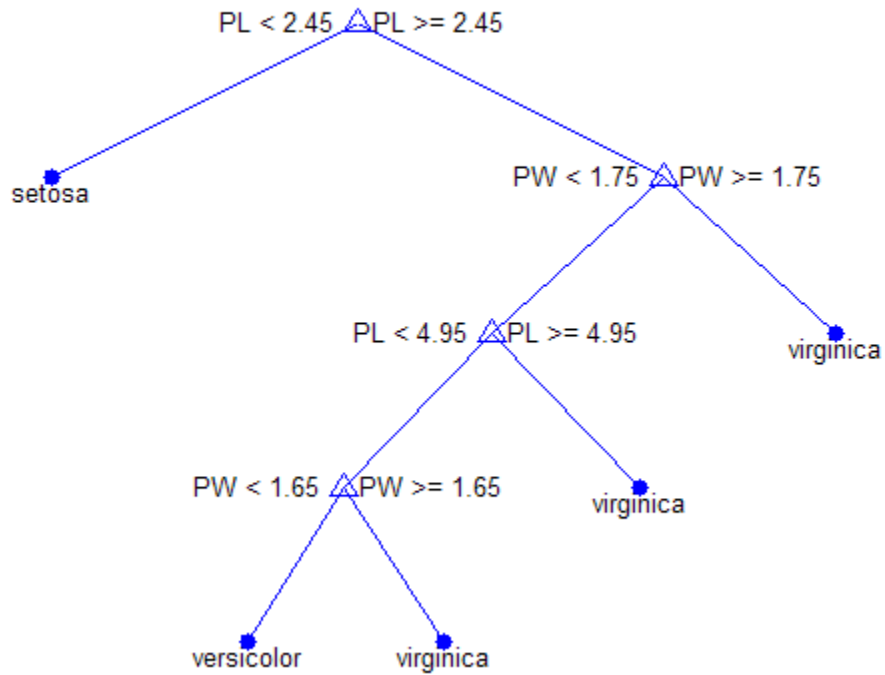 PL < 2.45 PL >= 2.45
setosa
PW < 1.75 PW >= 1.75
PL < 4.95 PL >= 4.95
virginica
PW < 1.65 PW >= 1.65
virginica
versicolor
virginica